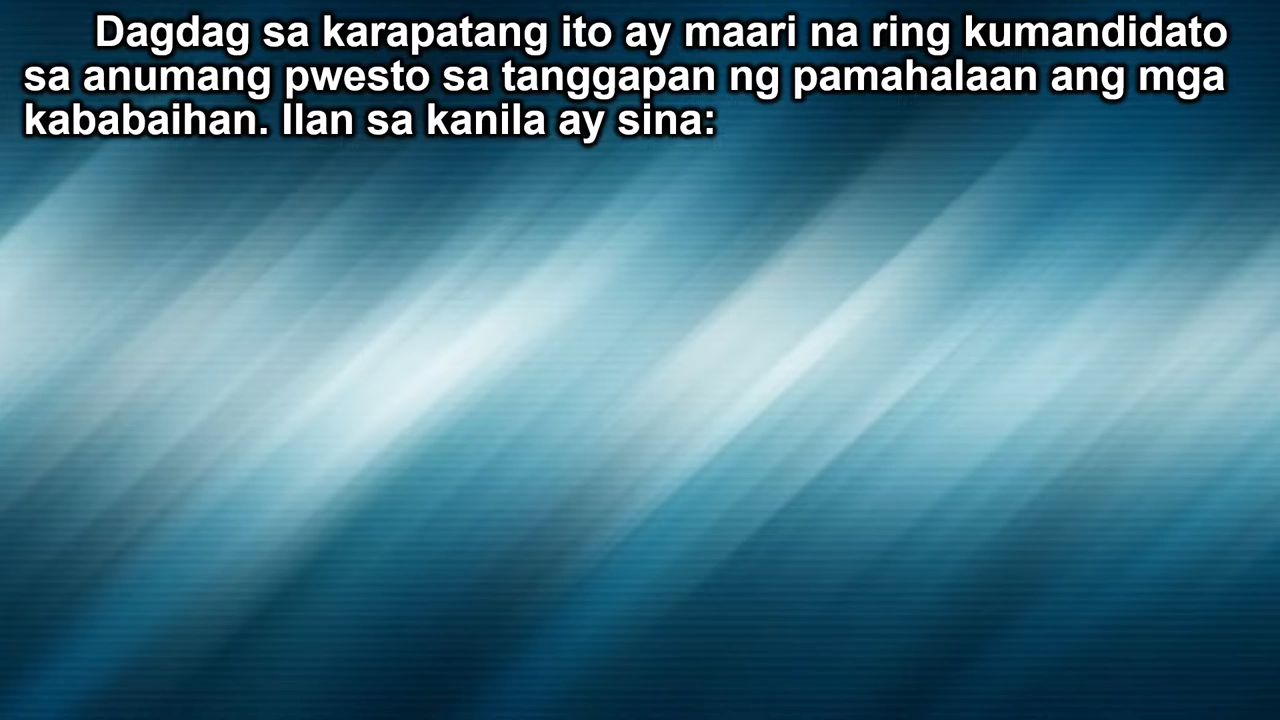 Dagdag sa karapatang ito ay maari na ring kumandidato
sa anumang pwesto sa tanggapan ng pamahalaan ang mga
kababaihan. Ilan sa kanila ay sina: